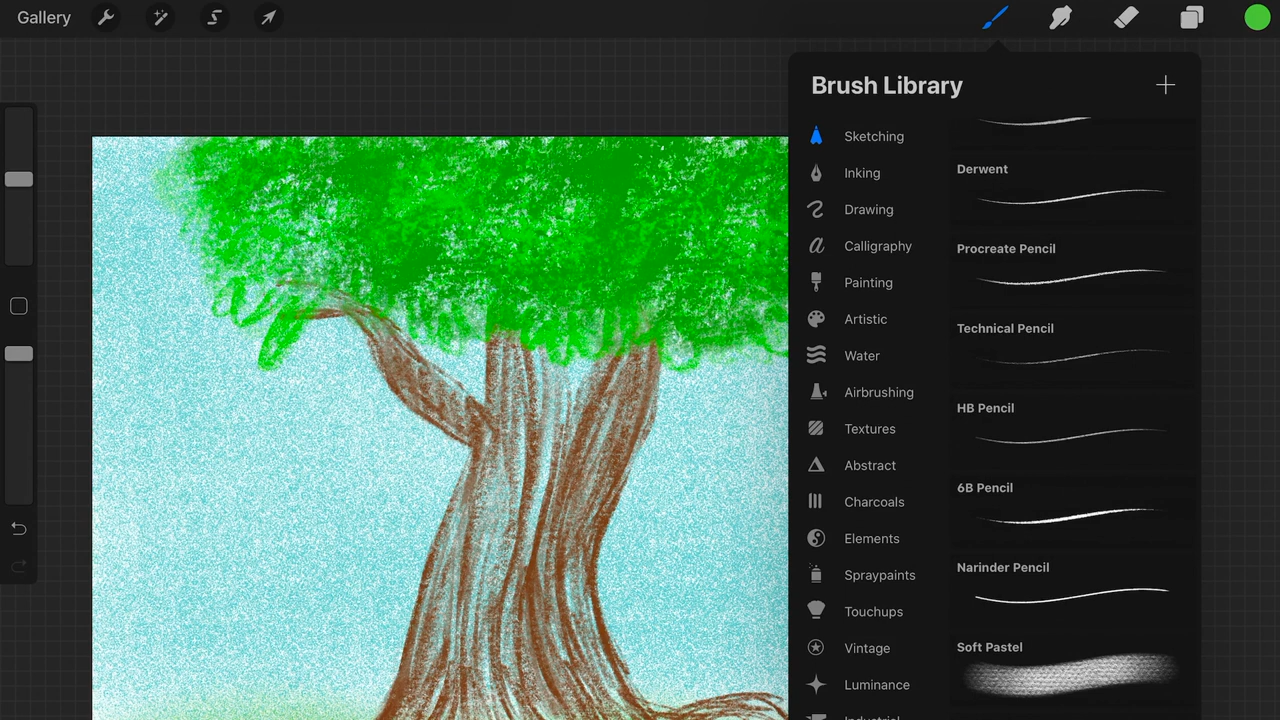 Gallery
Brush Library
Sketching
Inking
Drawing
Calligraphy
Painting
Artistic
Water
Airbrushing
Textures
Abstract
Charcoals
Elements
Spraypaints
Touchups
Vintage
Luminance
Industrial
Derwent
Procreate Pencil
Technical Pencil
HB Pencil
6B Pencil
Narinder Pencil
Soft Pastel